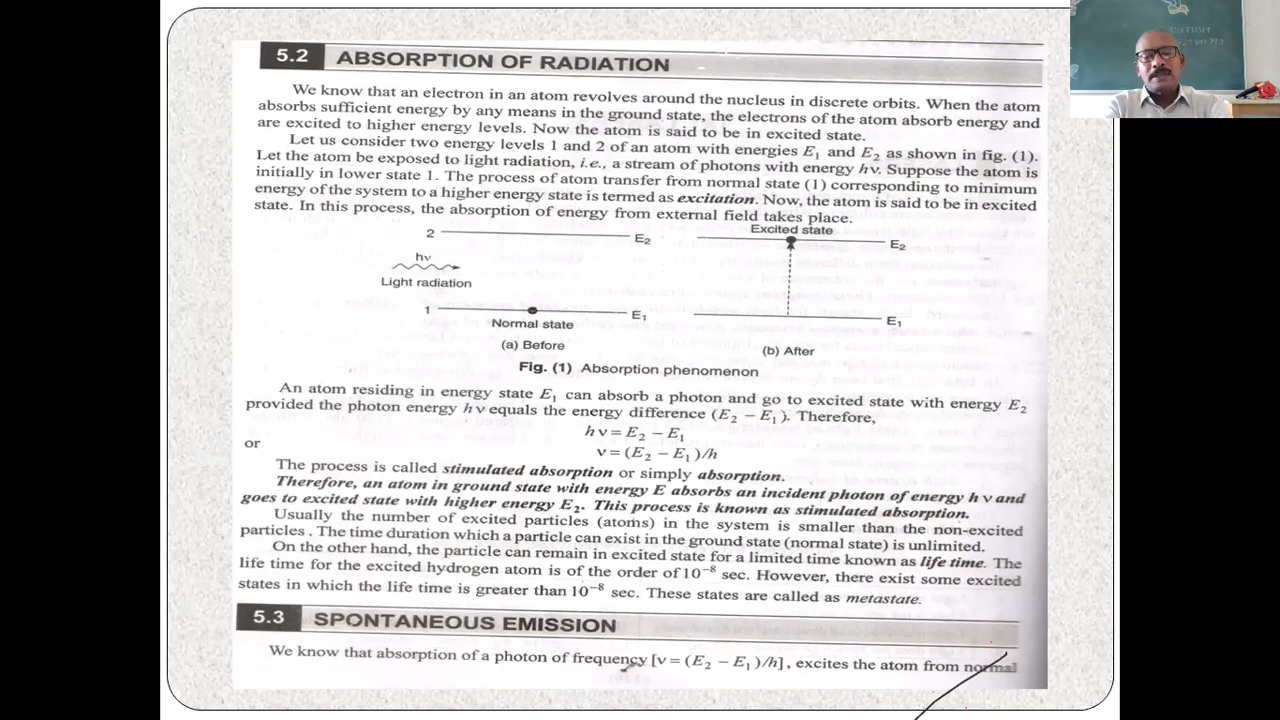 5.2 ABSORPTION OF RADIATION
We know that an electron in an atom revolves around the nucleus in discrete orbits. When the atom
absorbs sufficient energy by any means in the ground state, the electrons of the atom absorb energy and
are excited to higher energy levels. Now the atom is said to be in excited state.
Let us consider two energy levels 1 and 2 of an atom with energies E₁ and E₂ as shown in fig. (1).
Let the atom be exposed to light radiation, i.e., a stream of photons with energy hν. Suppose the atom is
initially in lower state 1. The process of atom transfer from normal state (1) corresponding to minimum
energy of the system to a higher energy state is termed as excitation. Now, the atom is said to be in excited
state. In this process, the absorption of energy from external field takes place.
2 E₂
hν
Light radiation
1 E₁
Normal state
(a) Before
Excited state
E₂
E₁
(b) After
Fig. (1) Absorption phenomenon
An atom residing in energy state E₁ can absorb a photon and go to excited state with energy E₂
provided the photon energy hν equals the energy difference (E₂ − E₁). Therefore,
hν = E₂ − E₁
or
ν = (E₂ − E₁)/h
The process is called stimulated absorption or simply absorption.
Therefore, an atom in ground state with energy E absorbs an incident photon of energy hν and
goes to excited state with higher energy E₂. This process is known as stimulated absorption.
Usually the number of excited particles (atoms) in the system is smaller than the non-excited
particles. The time duration which a particle can exist in the ground state (normal state) is unlimited.
On the other hand, the particle can remain in excited state for a limited time known as life time. The
life time for the excited hydrogen atom is of the order of 10⁻⁸ sec. However, there exist some excited
states in which the life time is greater than 10⁻⁸ sec. These states are called as metastate.
5.3 SPONTANEOUS EMISSION
We know that absorption of a photon of frequency [ν = (E₂ − E₁)/h], excites the atom from normal